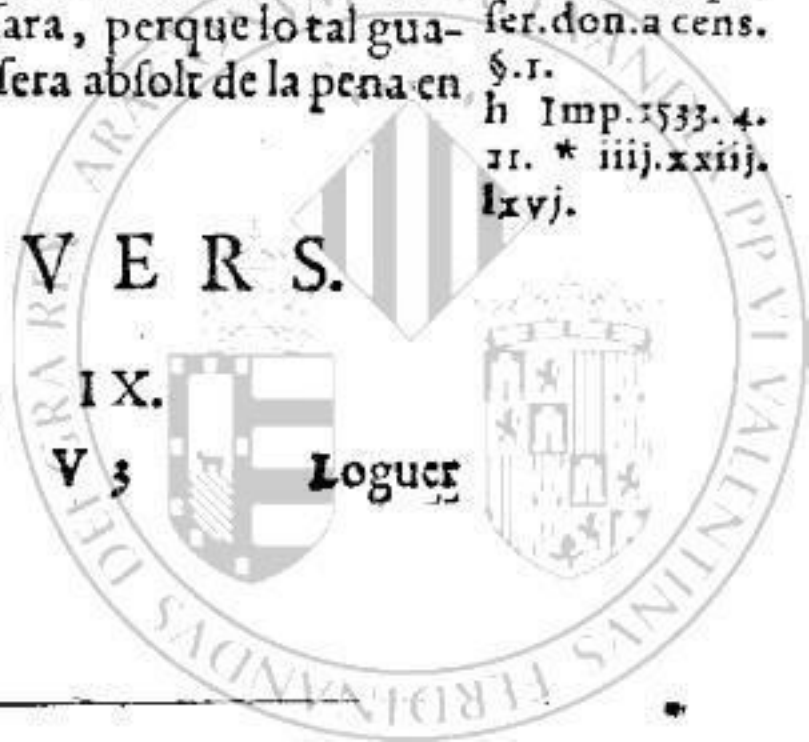 ſara, perque lo tal gua-
ſera abſolt de la pena en
ſer.don.a cens.
§.1.
h Imp.1533. 4.
11. * iiij.xxiij.
lxvj.
V E R S.
I X.
V 3 Loguer